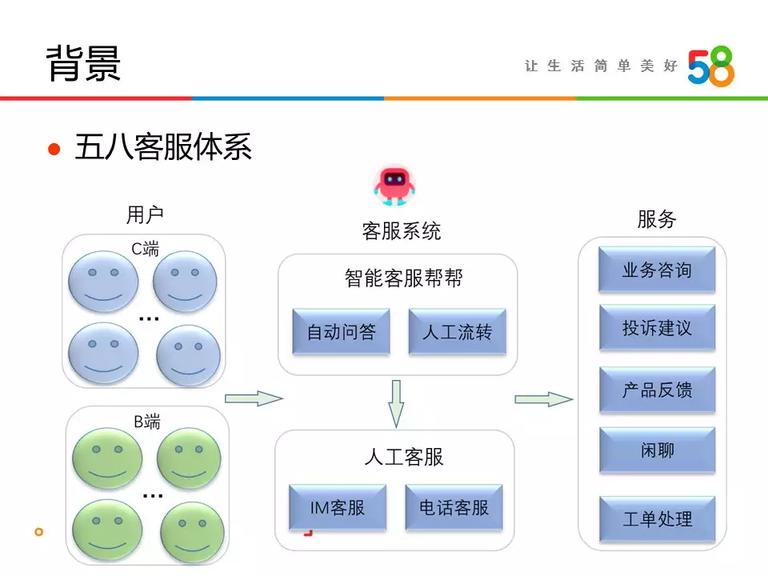 背景
让生活简单美好
58
五八客服体系
用户
C端
...
B端
...
客服系统
智能客服帮帮
自动问答
人工流转
人工客服
IM客服
电话客服
服务
业务咨询
投诉建议
产品反馈
闲聊
工单处理